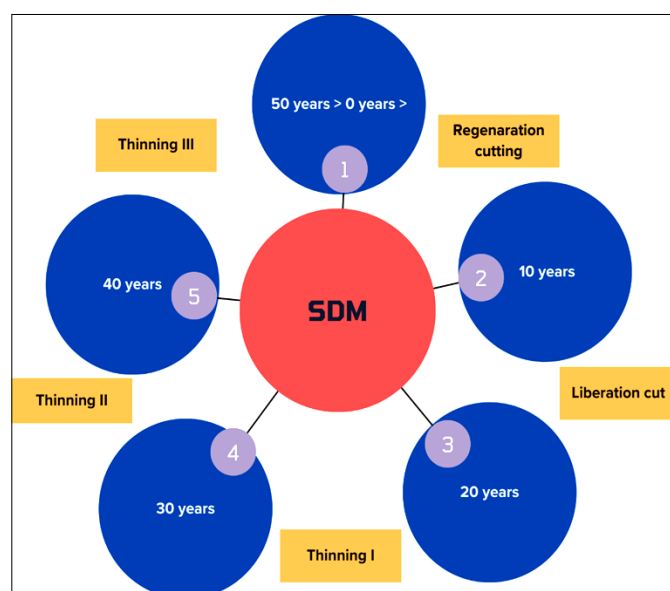 50 years > 0 years >
1
Regenaration
cutting
Thinning III
2
10 years
40 years
5
SDM
Thinning II
Liberation cut
4
3
30 years
20 years
Thinning I